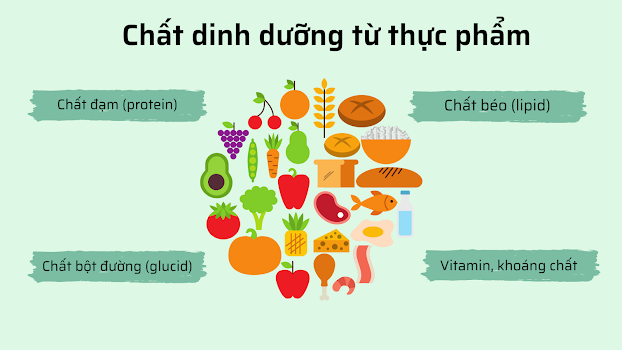 Chất dinh dưỡng từ thực phẩm
Chất đạm (protein)
Chất béo (lipid)
Chất bột đường (glucid)
Vitamin, khoáng chất